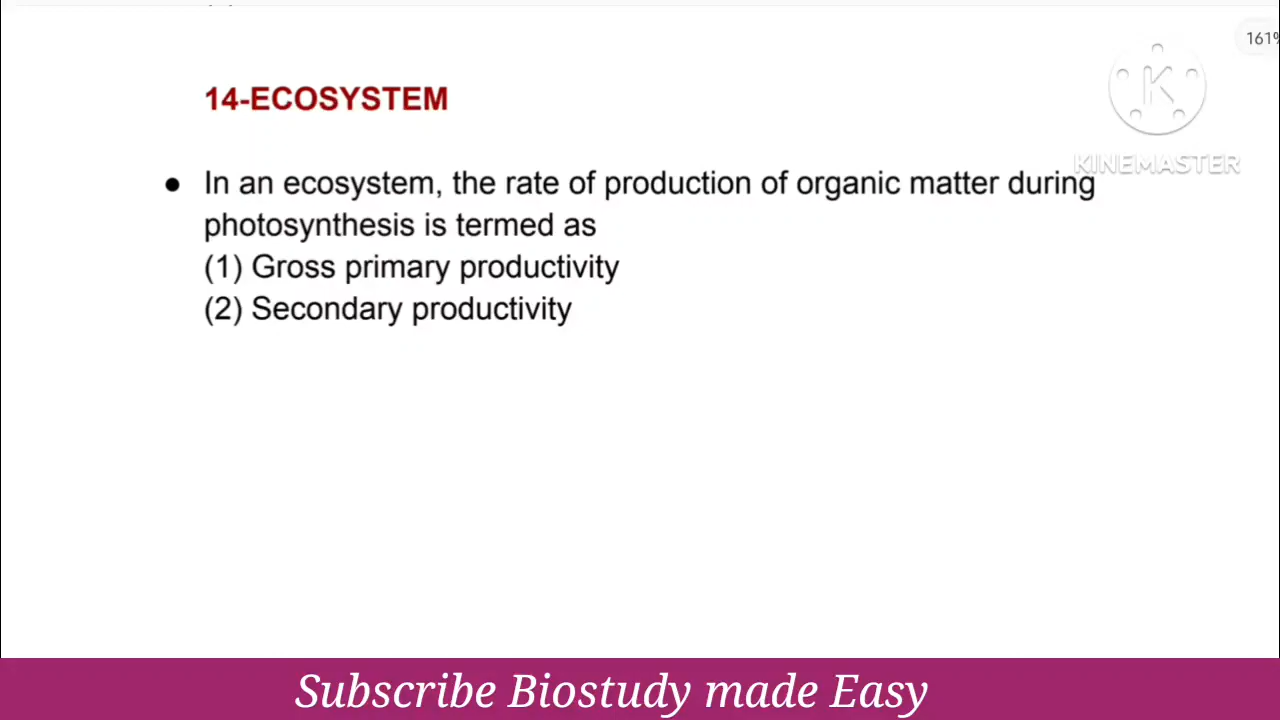 161%
K
KINEMASTER
14-ECOSYSTEM
● In an ecosystem, the rate of production of organic matter during
photosynthesis is termed as
(1) Gross primary productivity
(2) Secondary productivity
Subscribe Biostudy made Easy